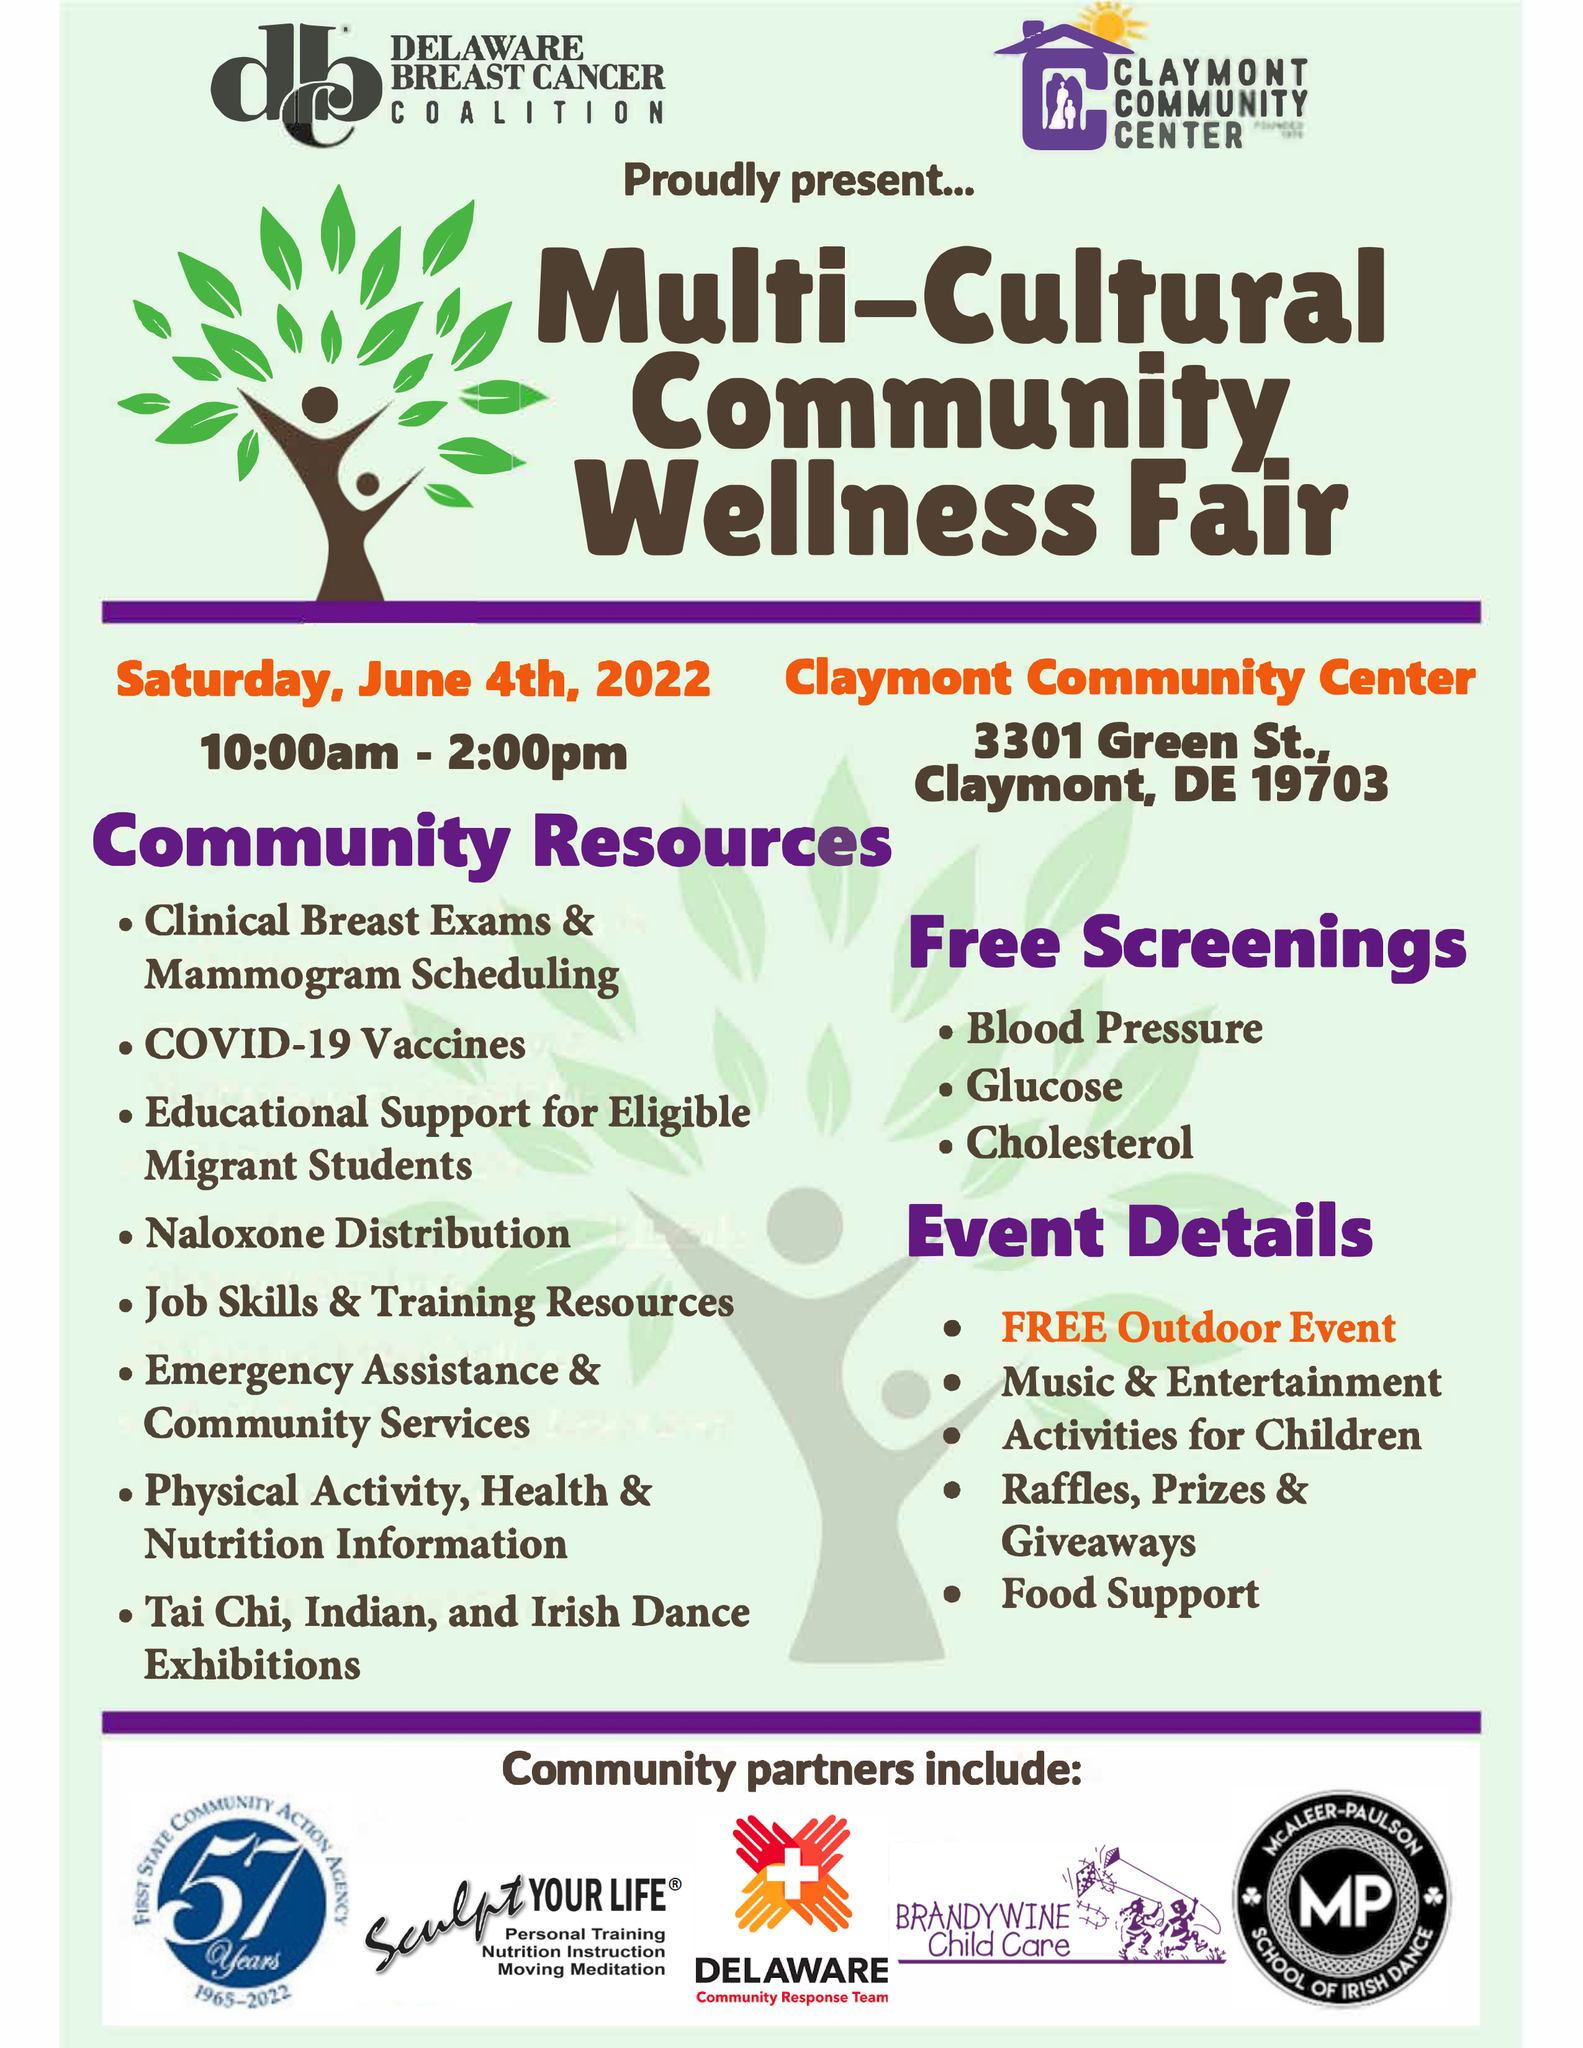 DELAWARE
BREAST CANCER
COALITION
CLAYMONT
COMMUNITY
CENTER
FOUNDED
1976
Proudly present...
Multi-Cultural
Community
Wellness Fair
Saturday, June 4th, 2022
10:00am - 2:00pm
Claymont Community Center
3301 Green St.,
Claymont, DE 19703
Community Resources
• Clinical Breast Exams &
Mammogram Scheduling
• COVID-19 Vaccines
• Educational Support for Eligible
Migrant Students
• Naloxone Distribution
• Job Skills & Training Resources
• Emergency Assistance &
Community Services
• Physical Activity, Health &
Nutrition Information
• Tai Chi, Indian, and Irish Dance
Exhibitions
Free Screenings
• Blood Pressure
• Glucose
• Cholesterol
Event Details
• FREE Outdoor Event
• Music & Entertainment
• Activities for Children
• Raffles, Prizes &
Giveaways
• Food Support
Community partners include:
FIRST STATE COMMUNITY ACTION AGENCY
57
Years
1965-2022
Sculpt YOUR LIFE®
Personal Training
Nutrition Instruction
Moving Meditation
DELAWARE
Community Response Team
BRANDYWINE
Child Care
MCALEER-PAULSON
MP
SCHOOL OF IRISH DANCE